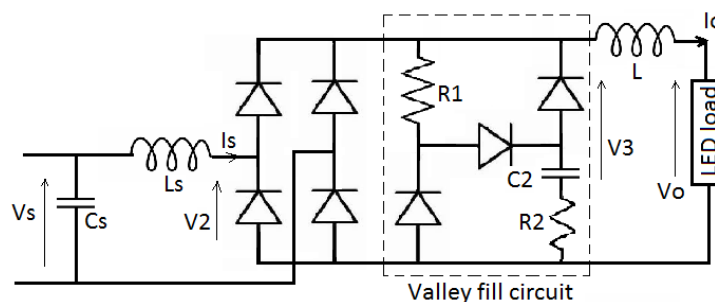 Io
L
R1
Is
V3
LED load
C2
Ls
Vs
Cs
V2
R2
Vo
Valley fill circuit